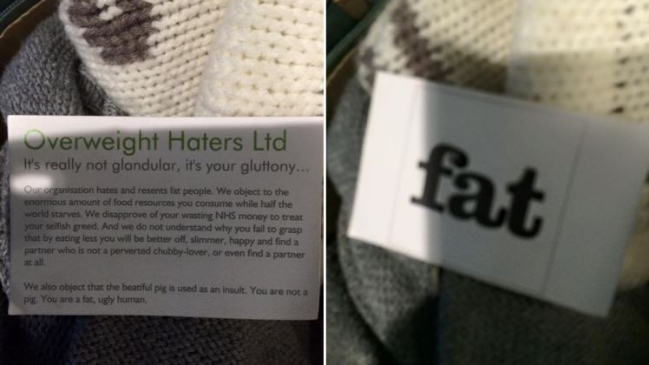 Overweight Haters Ltd
It's really not glandular, it's your gluttony...
Our organisation hates and resents fat people. We object to the
enormous amount of food resources you consume while half the
world starves. We disapprove of your wasting NHS money to treat
your selfish greed. And we do not understand why you fail to grasp
that by eating less you will be better off, slimmer, happy and find a
partner who is not a perverted chubby-lover, or even find a partner
at all.
We also object that the beatiful pig is used as an insult. You are not a
pig. You are a fat, ugly human.
fat